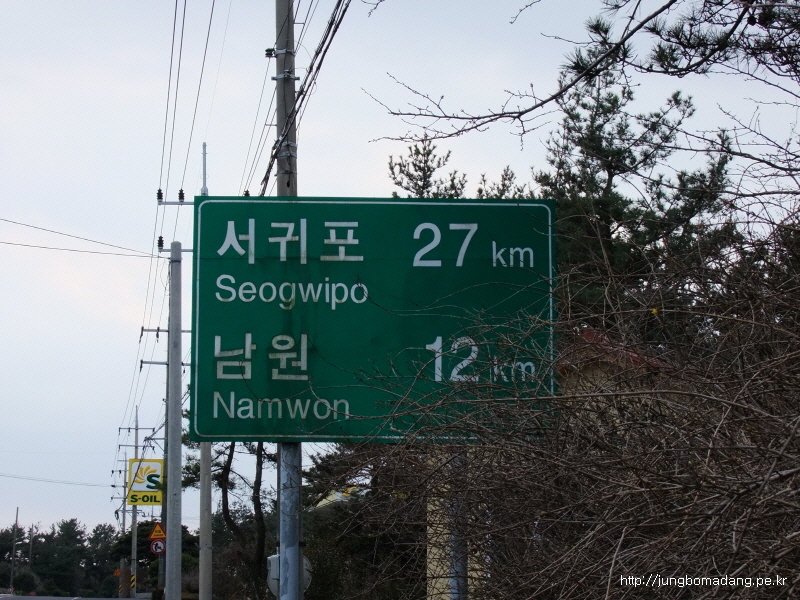 서귀포 27 km
Seogwipo
남원 12 km
Namwon
S-OIL
http://jungbomadang.pe.kr